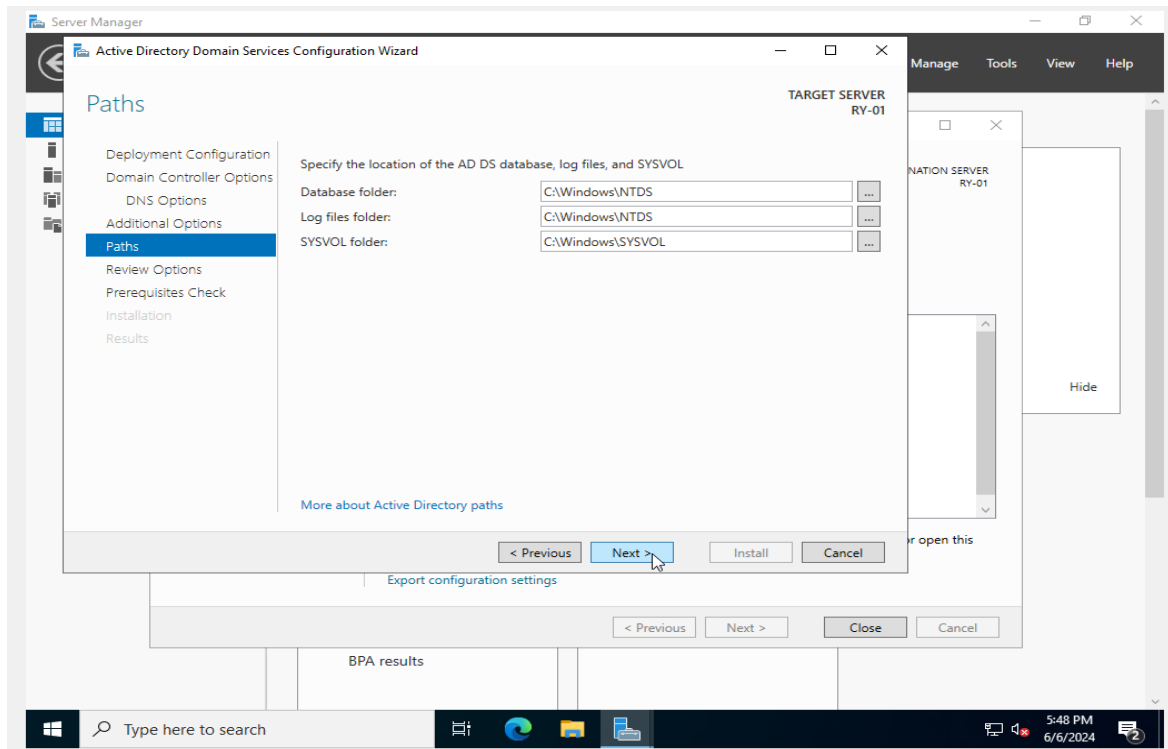 Server Manager
Manage Tools View Help
Active Directory Domain Services Configuration Wizard
Paths
TARGET SERVER
RY-01
Deployment Configuration
Domain Controller Options
DNS Options
Additional Options
Paths
Review Options
Prerequisites Check
Installation
Results
Specify the location of the AD DS database, log files, and SYSVOL
Database folder: C:\Windows\NTDS ...
Log files folder: C:\Windows\NTDS ...
SYSVOL folder: C:\Windows\SYSVOL ...
More about Active Directory paths
< Previous Next > Install Cancel
NATION SERVER
RY-01
Hide
or open this
Export configuration settings
< Previous Next > Close Cancel
BPA results
Type here to search
5:48 PM
6/6/2024
2